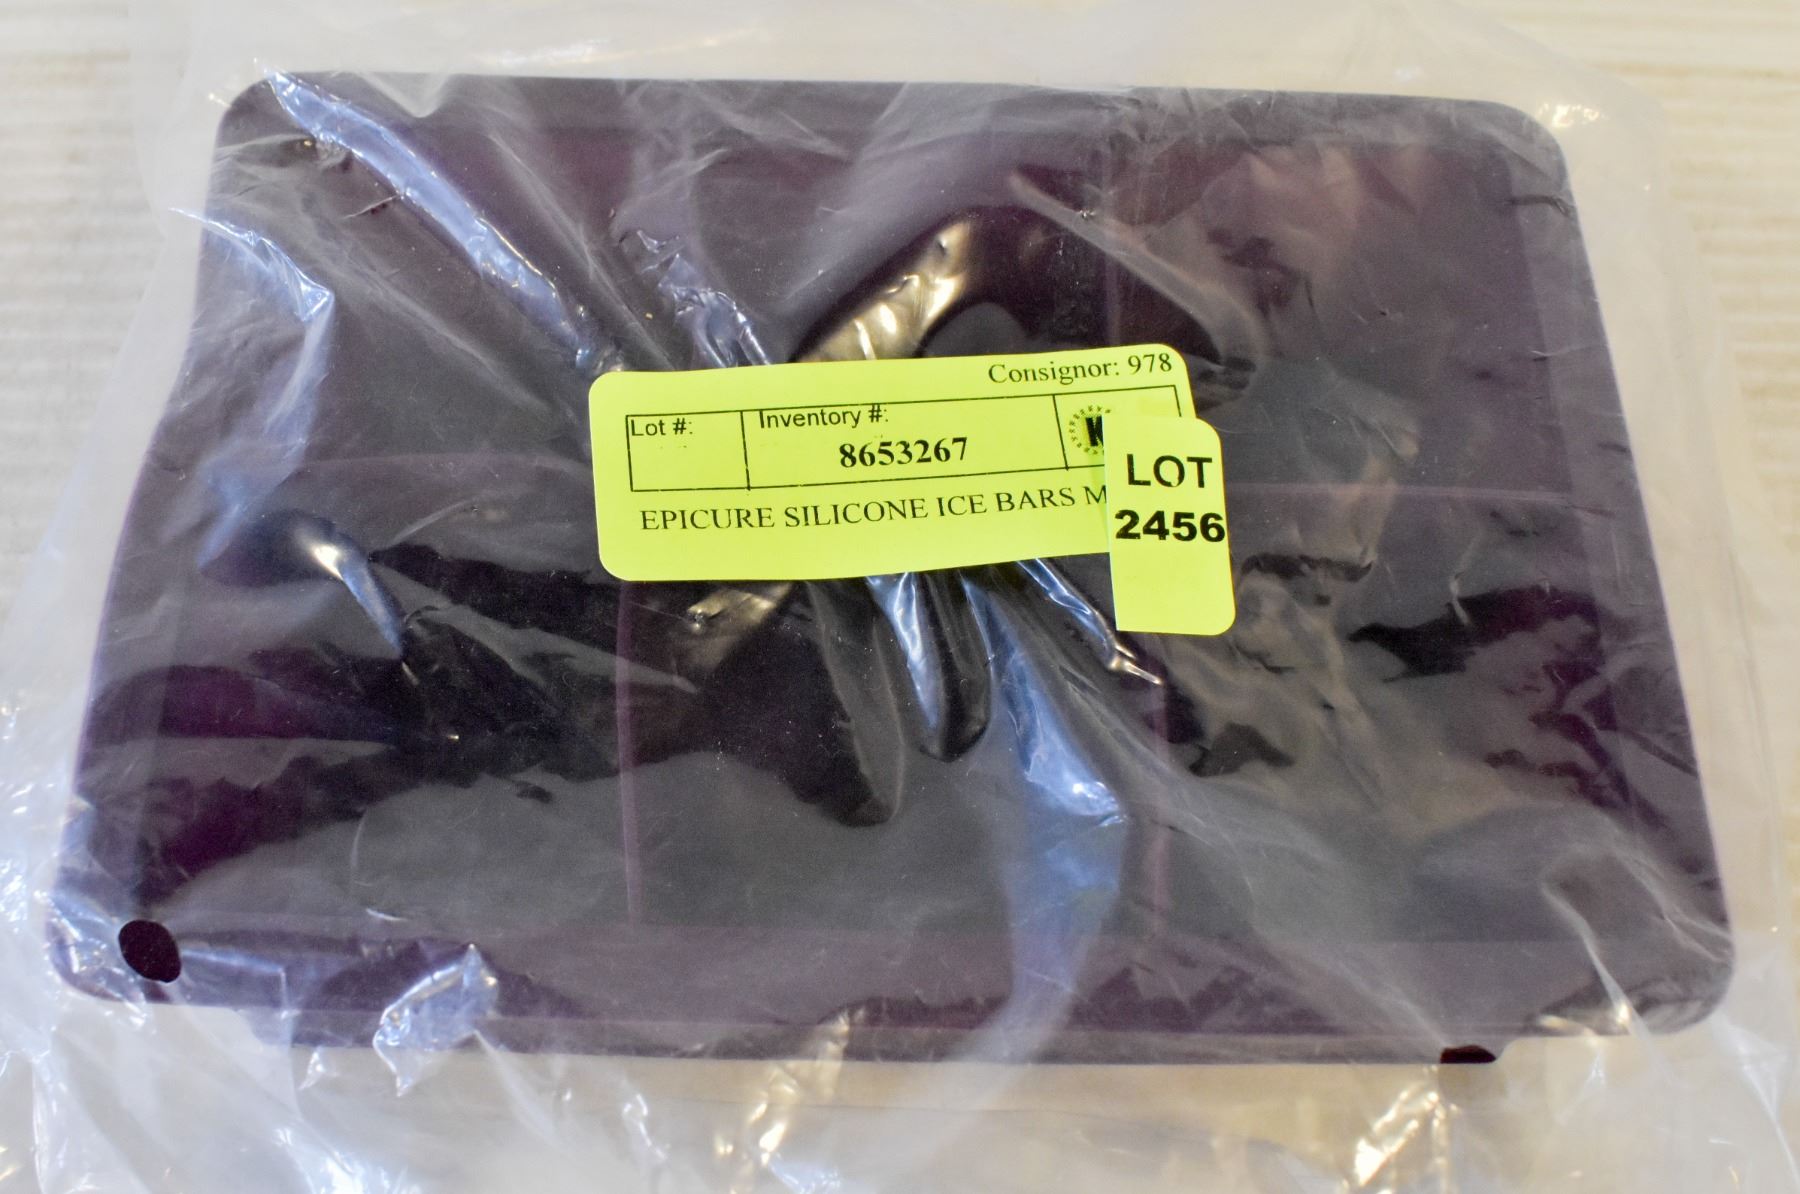 Consignor: 978
Lot #:
Inventory #:
8653267
K
EPICURE SILICONE ICE BARS M
LOT
2456